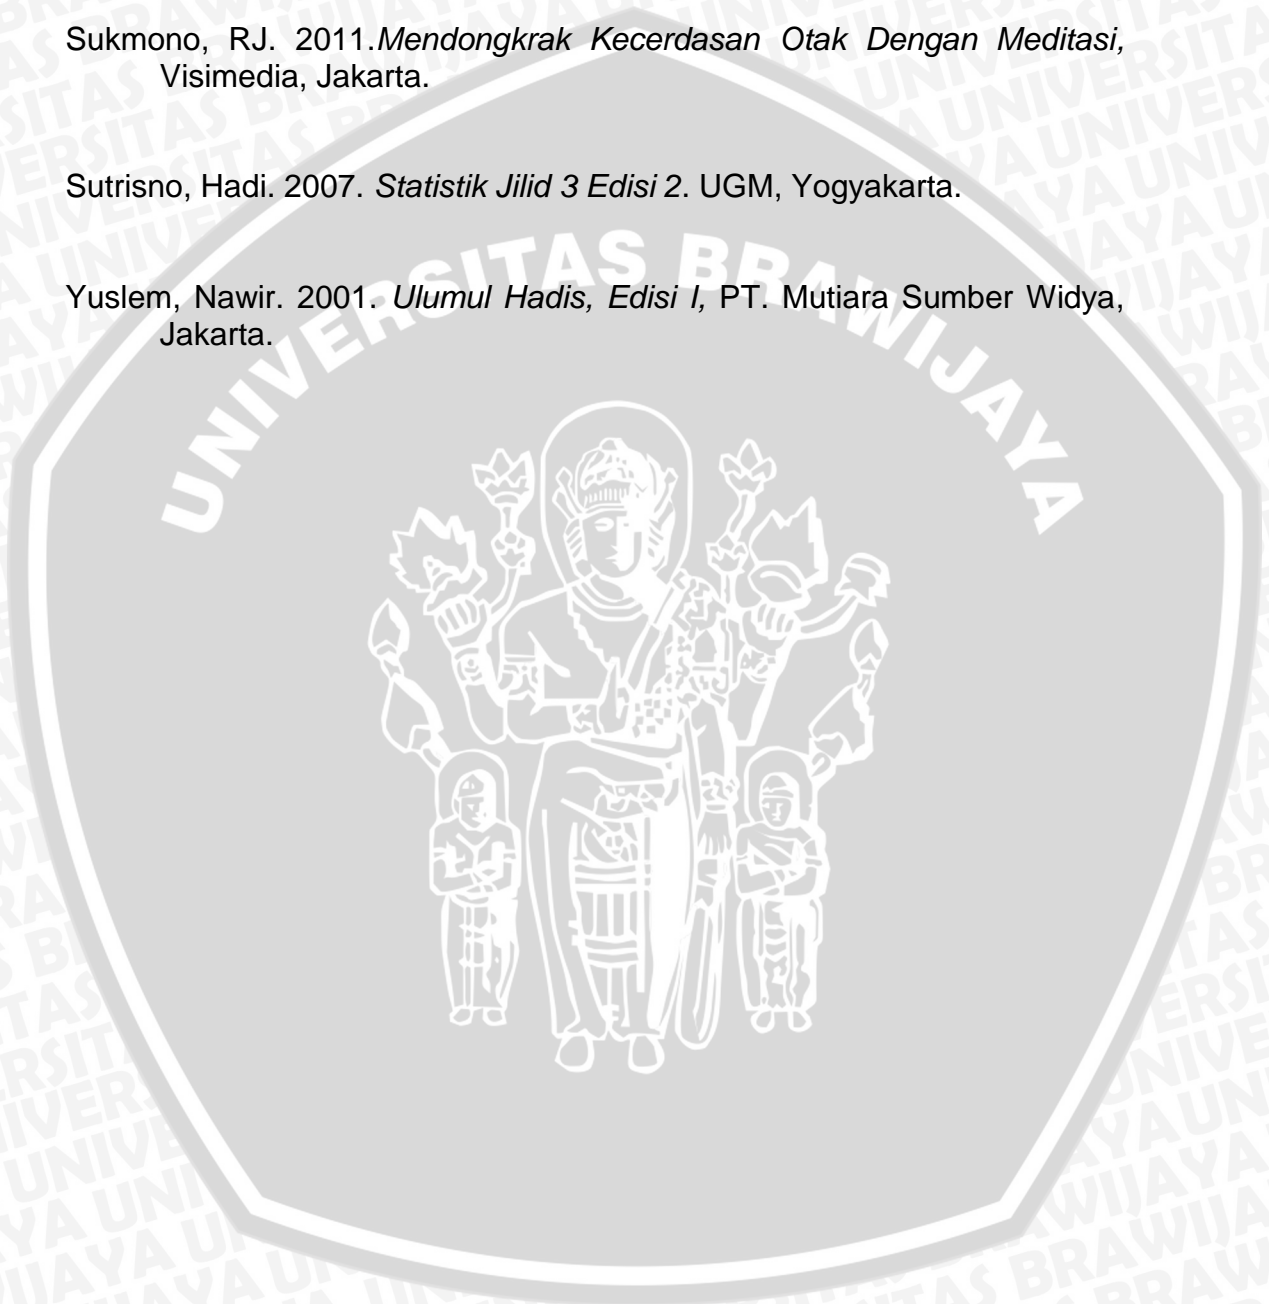 Sukmono, RJ. 2011.Mendongkrak Kecerdasan Otak Dengan Meditasi,
Visimedia, Jakarta.
Sutrisno, Hadi. 2007. Statistik Jilid 3 Edisi 2. UGM, Yogyakarta.
Yuslem, Nawir. 2001. Ulumul Hadis, Edisi I, PT. Mutiara Sumber Widya,
Jakarta.
UNIVERSITAS BRAWIJAYA